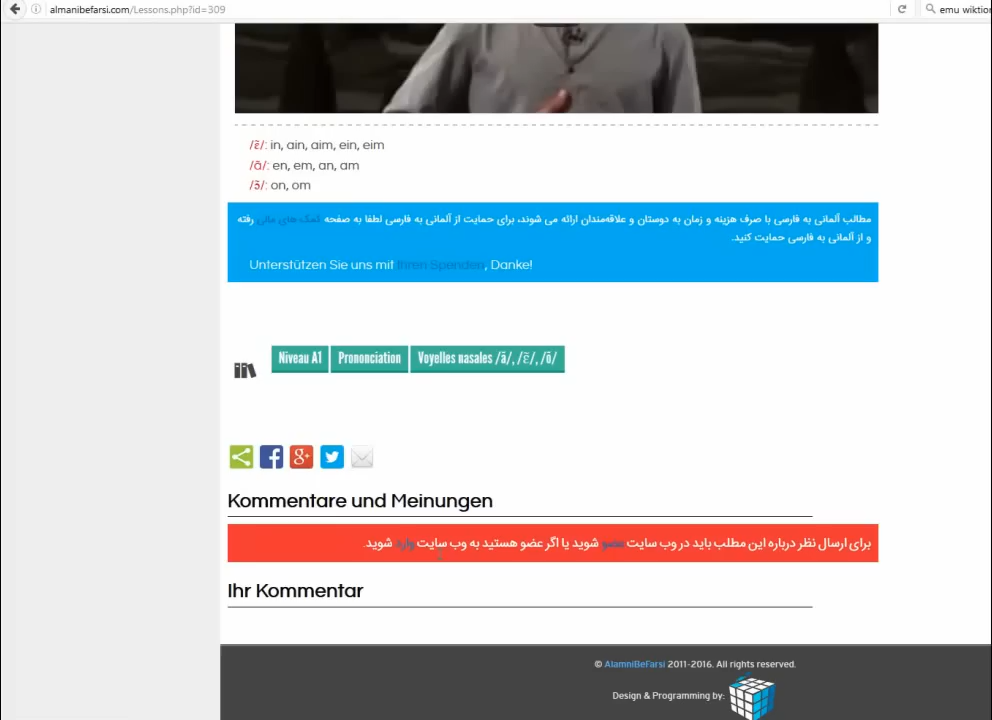 almanibefarsi.com/Lessons.php?id=309
emu wiktion
/ɛ̃/: in, ain, aim, ein, eim
/ɑ̃/: en, em, an, am
/ɔ̃/: on, om
مطالب آلمانی به فارسی با صرف هزینه و زمان به دوستان و علاقه‌مندان ارائه می شوند، برای حمایت از آلمانی به فارسی لطفا به صفحه کمک های مالی رفته
و از آلمانی به فارسی حمایت کنید.
Unterstützen Sie uns mit Ihren Spenden, Danke!
Niveau A1 Prononciation Voyelles nasales /ã/, /ɛ̃/, /õ/
Kommentare und Meinungen
برای ارسال نظر درباره این مطلب باید در وب سایت عضو شوید یا اگر عضو هستید به وب سایت وارد شوید.
Ihr Kommentar
© AlamniBeFarsi 2011-2016. All rights reserved.
Design & Programming by: